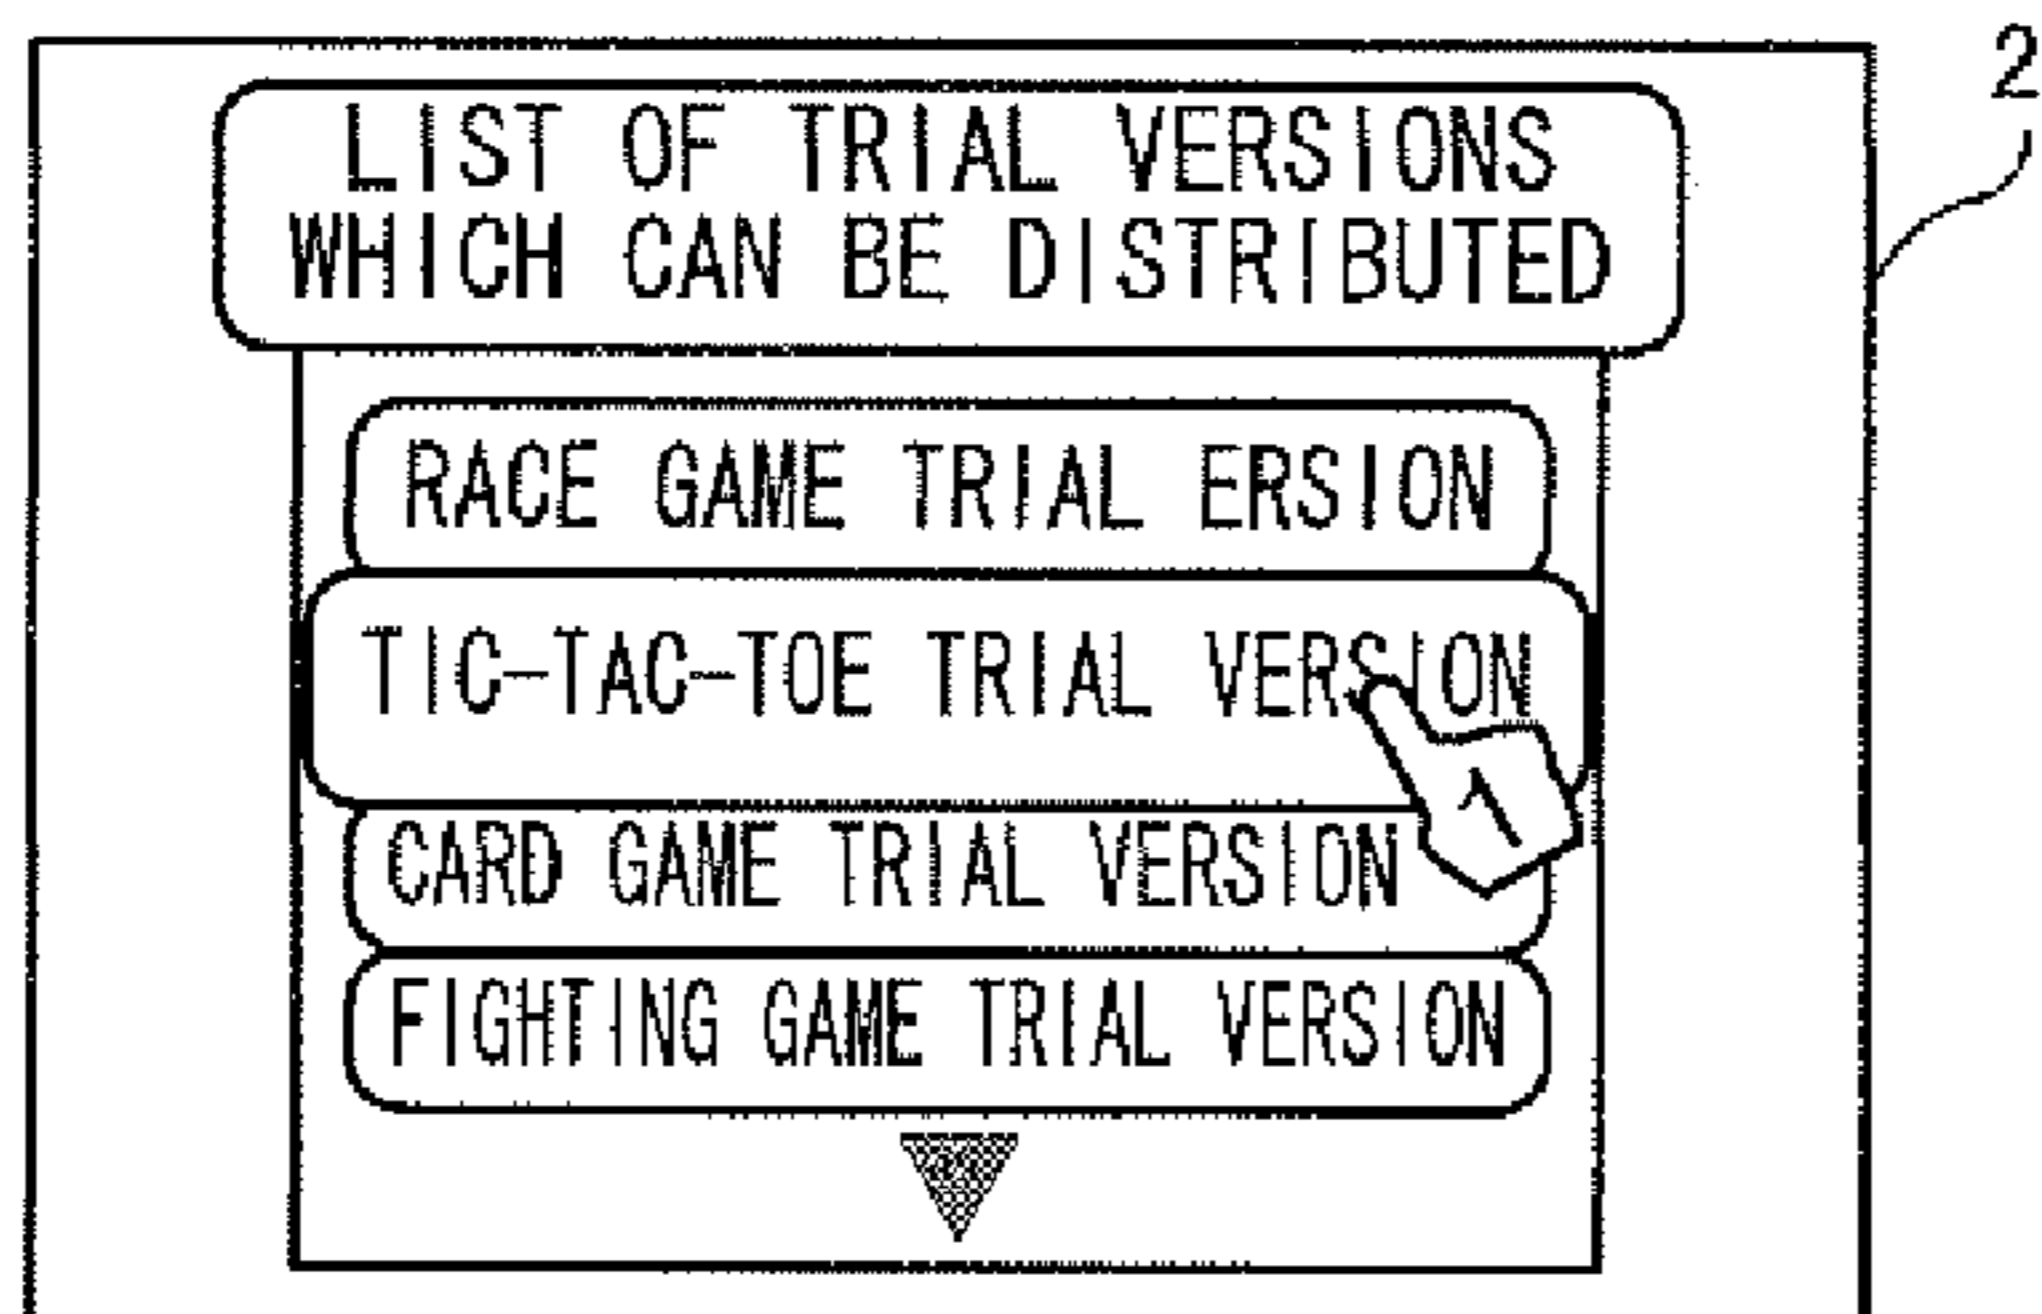 2
LIST OF TRIAL VERSIONS
WHICH CAN BE DISTRIBUTED
RACE GAME TRIAL ERSION
TIC-TAC-TOE TRIAL VERSION
1
CARD GAME TRIAL VERSION
FIGHTING GAME TRIAL VERSION